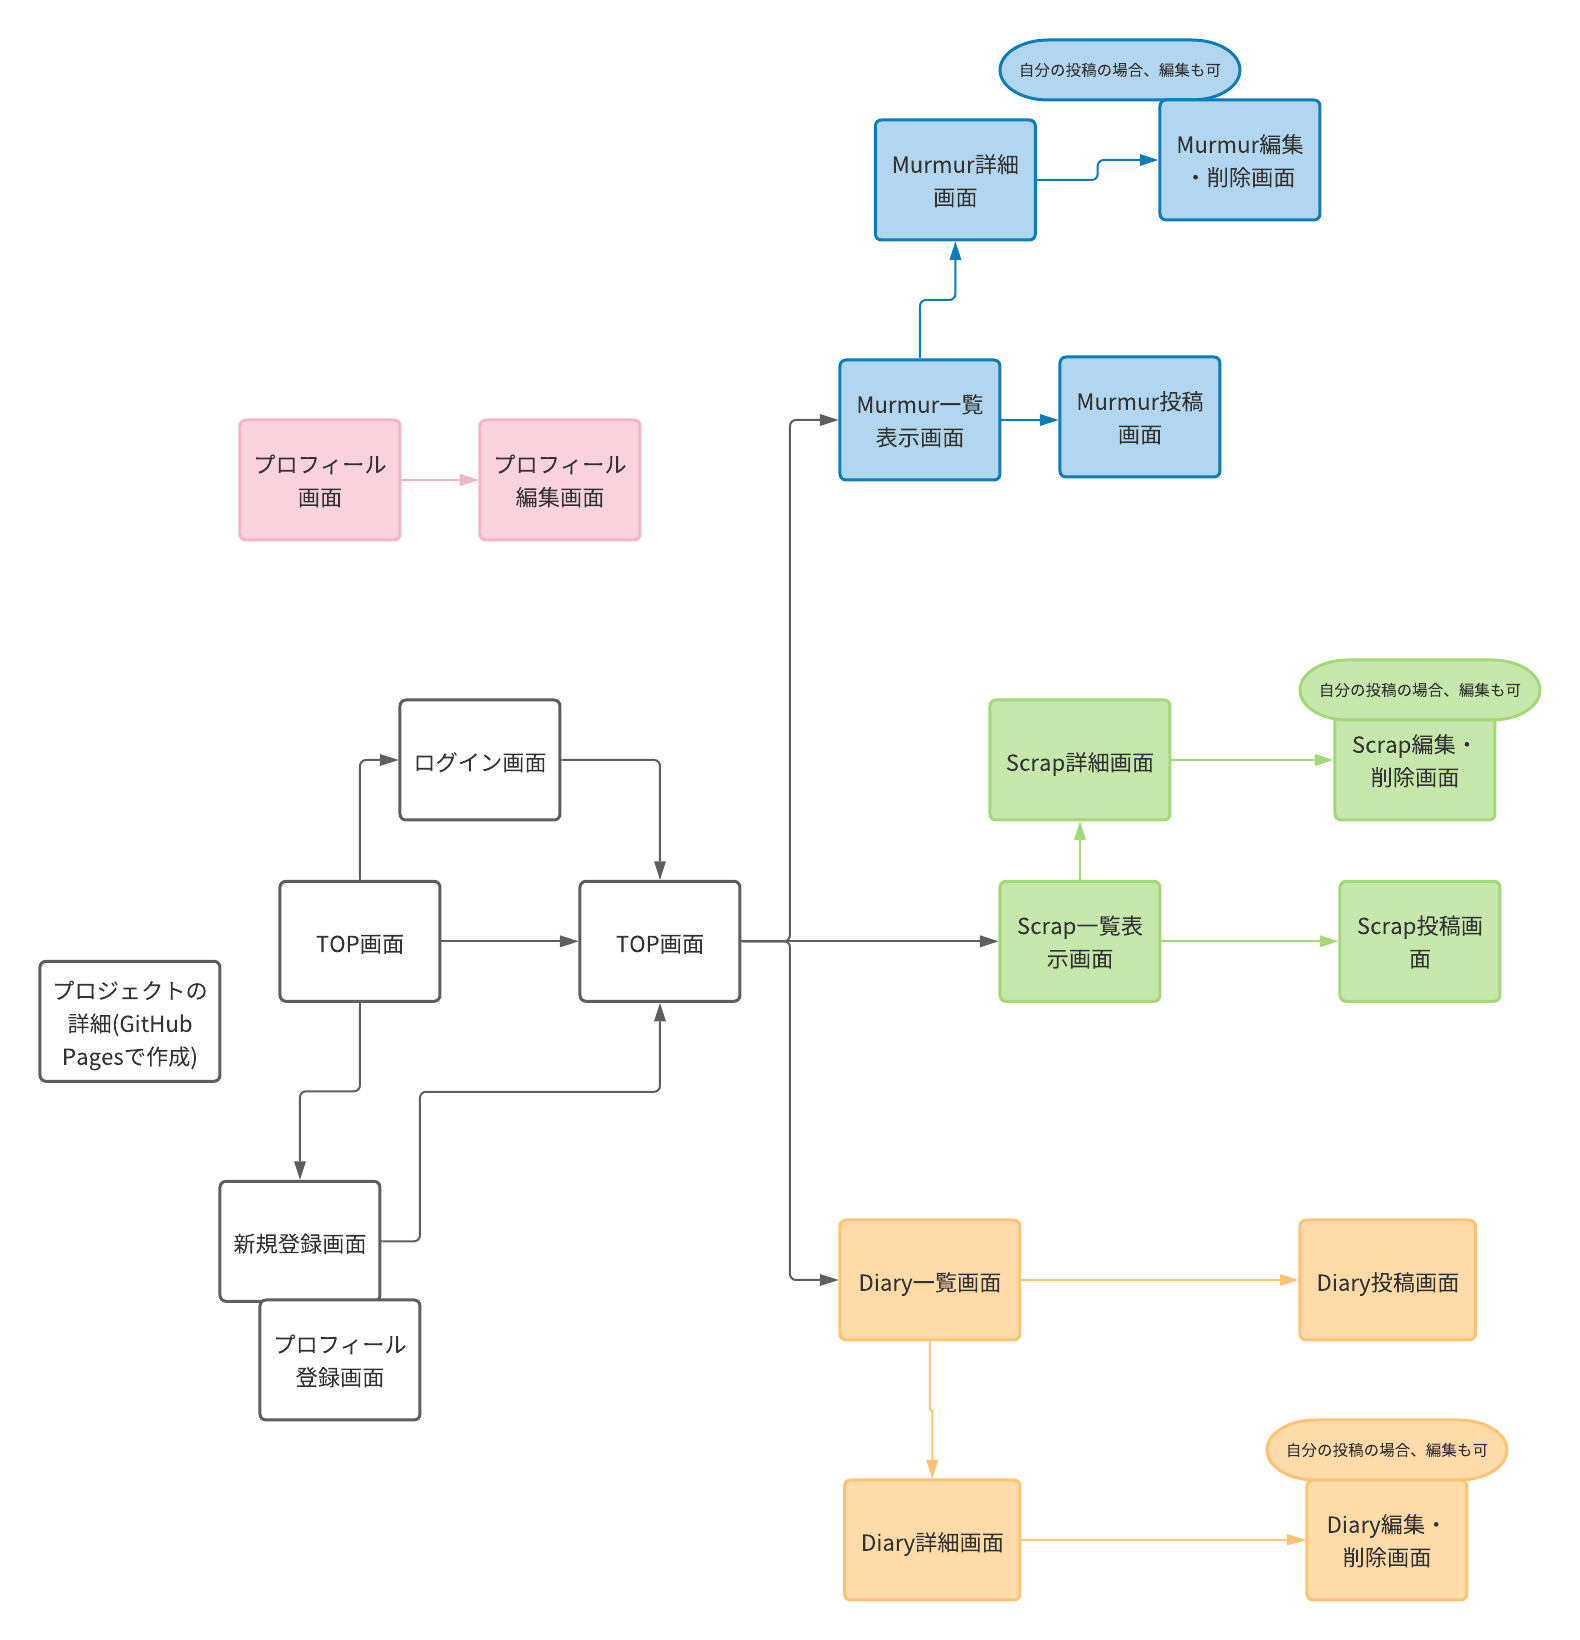 自分の投稿の場合、編集も可
Murmur詳細
画面
Murmur編集
・削除画面
Murmur一覧
表示画面
Murmur投稿
画面
プロフィール
画面
プロフィール
編集画面
自分の投稿の場合、編集も可
ログイン画面
Scrap詳細画面
Scrap編集・
削除画面
TOP画面
TOP画面
Scrap一覧表
示画面
Scrap投稿画
面
プロジェクトの
詳細(GitHub
Pagesで作成)
新規登録画面
プロフィール
登録画面
Diary一覧画面
Diary投稿画面
自分の投稿の場合、編集も可
Diary詳細画面
Diary編集・
削除画面